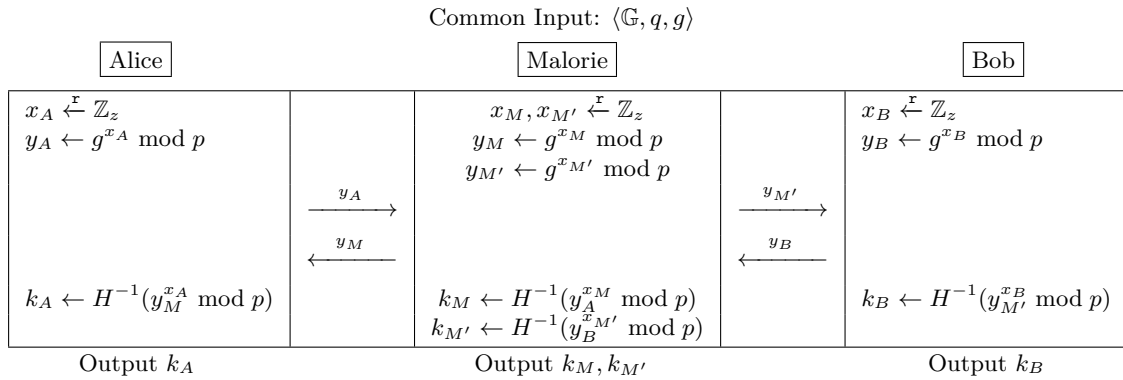 Common Input: ⟨𝔾, q, g⟩
Alice Malorie Bob
x_A ←r ℤ_z x_M, x_{M'} ←r ℤ_z x_B ←r ℤ_z
y_A ← g^{x_A} mod p y_M ← g^{x_M} mod p y_B ← g^{x_B} mod p
y_{M'} ← g^{x_{M'}} mod p
y_A y_{M'}
y_M y_B
k_A ← H^{-1}(y_M^{x_A} mod p) k_M ← H^{-1}(y_A^{x_M} mod p) k_B ← H^{-1}(y_{M'}^{x_B} mod p)
k_{M'} ← H^{-1}(y_B^{x_{M'}} mod p)
Output k_A Output k_M, k_{M'} Output k_B